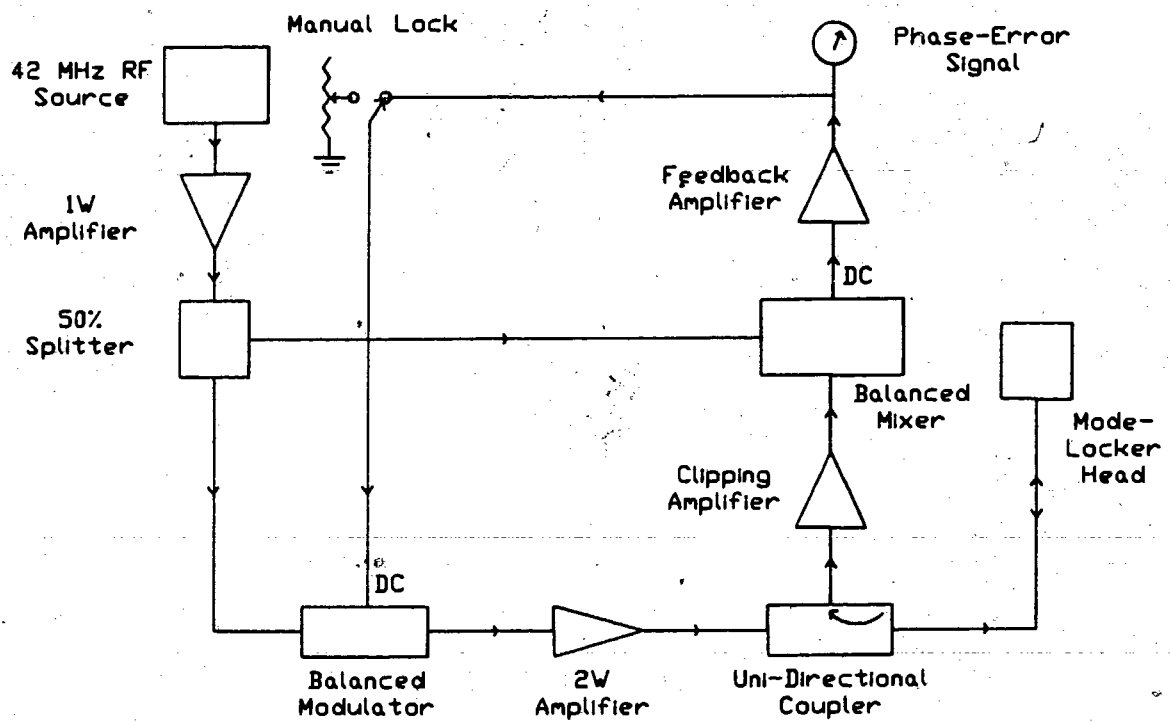 Manual Lock
Phase-Error
Signal
42 MHz RF
Source
1W
Amplifier
Feedback
Amplifier
DC
50%
Splitter
Balanced
Mixer
Mode-
Locker
Head
Clipping
Amplifier
DC
Balanced
Modulator
2W
Amplifier
Uni-Directional
Coupler